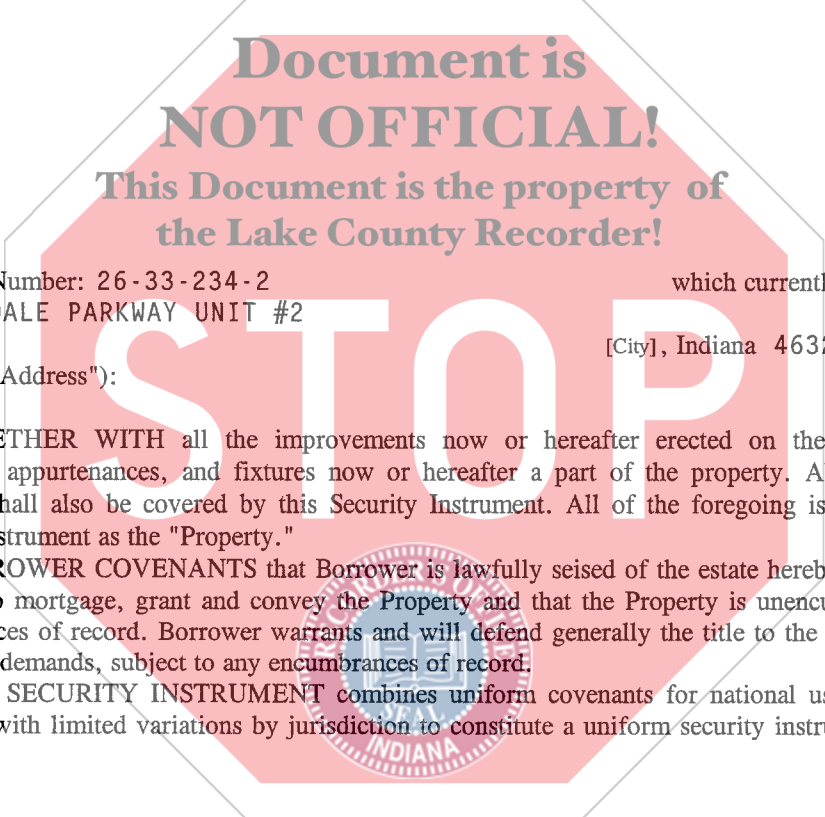 Document is
NOT OFFICIAL!
This Document is the property of
the Lake County Recorder!
Number: 26-33-234-2 which currentl
DALE PARKWAY UNIT #2
[City], Indiana 4632
Address"):
STOP
ETHER WITH all the improvements now or hereafter erected on the
appurtenances, and fixtures now or hereafter a part of the property. A
hall also be covered by this Security Instrument. All of the foregoing is
strument as the "Property."
ROWER COVENANTS that Borrower is lawfully seised of the estate hereb
mortgage, grant and convey the Property and that the Property is unencu
ces of record. Borrower warrants and will defend generally the title to the
demands, subject to any encumbrances of record.
SECURITY INSTRUMENT combines uniform covenants for national us
with limited variations by jurisdiction to constitute a uniform security instru
SEAL
INDIANA